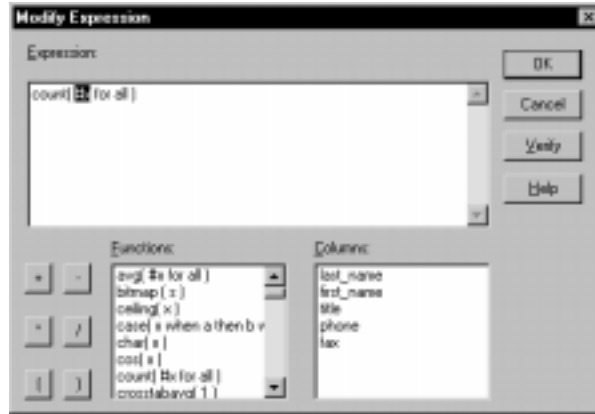 Modify Expression
Expression:
count( #x for all )
OK
Cancel
Verify
Help
Functions:
Columns:
+ -
* /
( )
avg( #x for all )
bitmap( x )
ceiling( x )
case( x when a then b w
char( x )
cos( x )
count( #x for all )
crosstabavg( 1 )
last_name
first_name
title
phone
fax